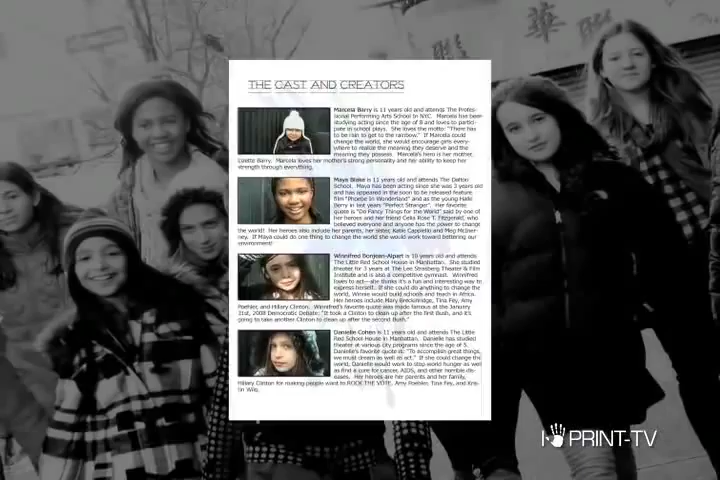 華 聯
THE CAST AND CREATORS
Marcela Barry is 11 years old and attends The Profes-
sional Performing Arts School In NYC. Marcela has been
studying acting since the age of 8 and loves to partici-
pate in school plays. She loves the motto: "There has
to be rain to get to the rainbow." If Marcela could
change the world, she would encourage girls every-
where to realize the meaning they deserve and the
meaning they possess. Marcela's hero is her mother,
Barry. Marcela loves her mother's strong personality and her ability to keep her
strength through everything.
Maya Blake is 11 years old and attends The Dalton
School. Maya has been acting since she was 3 years old
and has appeared in the soon to be released feature
film "Phoebe in Wonderland" and as the young Halle
Berry in last years "Perfect Stranger". Her favorite
quote is "Do Fancy Things for the World" said by one of
her heroes and her friend Celia Rose T. Fitzgerald, who
believed everyone and anyone has the power to change
the world! Her heroes also include her parents, her sister, Katie Cappiello and Meg McIner-
ney. If Maya could do one thing to change the world she would work toward bettering our
environment!
Winnifred Bonjean-Alpart is 10 years old and attends
The Little Red School House in Manhattan. She studied
theater for 3 years at The Lee Strasberg Theater & Film
Institute and is also a competitive gymnast. Winnifred
loves to act—she thinks it's a fun and interesting way to
express herself. If she could do anything to change the
world, Winnie would build schools and teach in Africa.
Her heroes include Mary Breckinridge, Tina Fey, Amy
Poehler, and Hillary Clinton. Winnifred's favorite quote was made famous at the January
31st, 2008 Democratic Debate: "It took a Clinton to clean up after the first Bush, and it's
going to take another Clinton to clean up after the second Bush."
Danielle Cohen is 11 years old and attends The Little
Red School House in Manhattan. Danielle has studied
theater at various city programs since the age of 5.
Danielle's favorite quote is: "To accomplish great things,
we must dream as well as act." If she could change the
world, Danielle would work to stop world hunger as well
as find a cure for cancer, AIDS, and other horrible dis-
eases. Her heroes are her parents and her family,
Hillary Clinton for making people want to ROCK THE VOTE, Amy Poehler, Tina Fey, and Kris-
tin Wiig.
I PRINT-TV